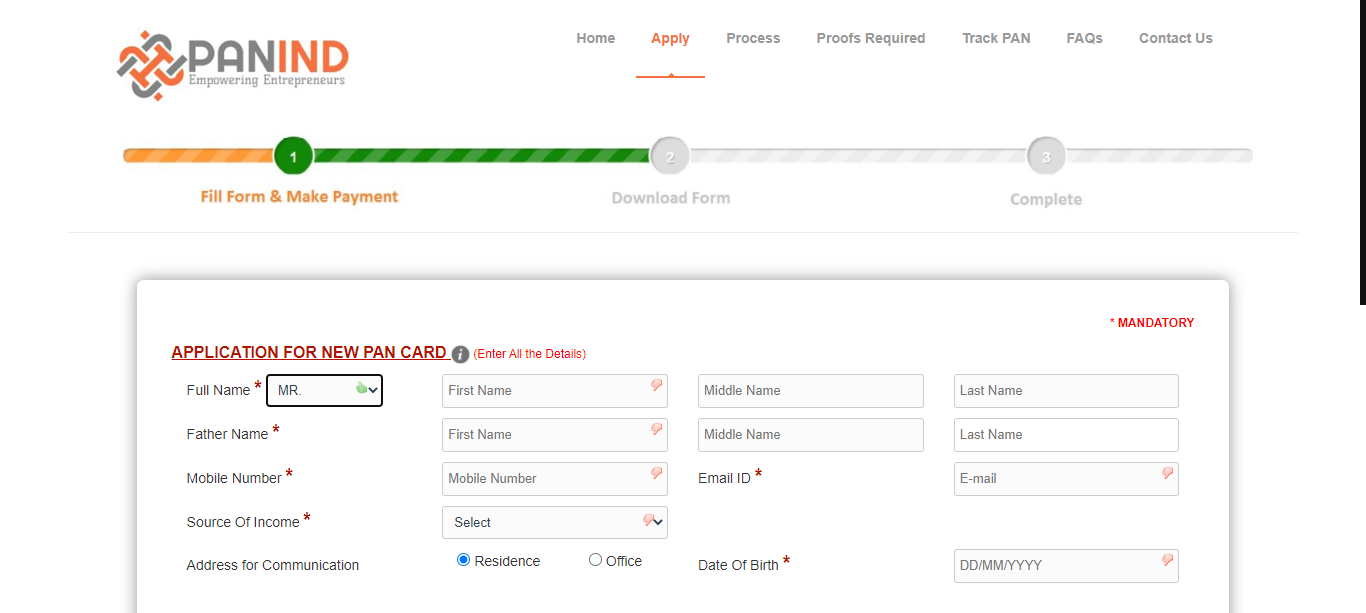 PANIND
Empowering Entrepreneurs
Home Apply Process Proofs Required Track PAN FAQs Contact Us
1 2 3
Fill Form & Make Payment Download Form Complete
* MANDATORY
APPLICATION FOR NEW PAN CARD i (Enter All the Details)
Full Name * MR. First Name Middle Name Last Name
Father Name * First Name Middle Name Last Name
Mobile Number * Mobile Number Email ID * E-mail
Source Of Income * Select
Address for Communication Residence Office Date Of Birth * DD/MM/YYYY